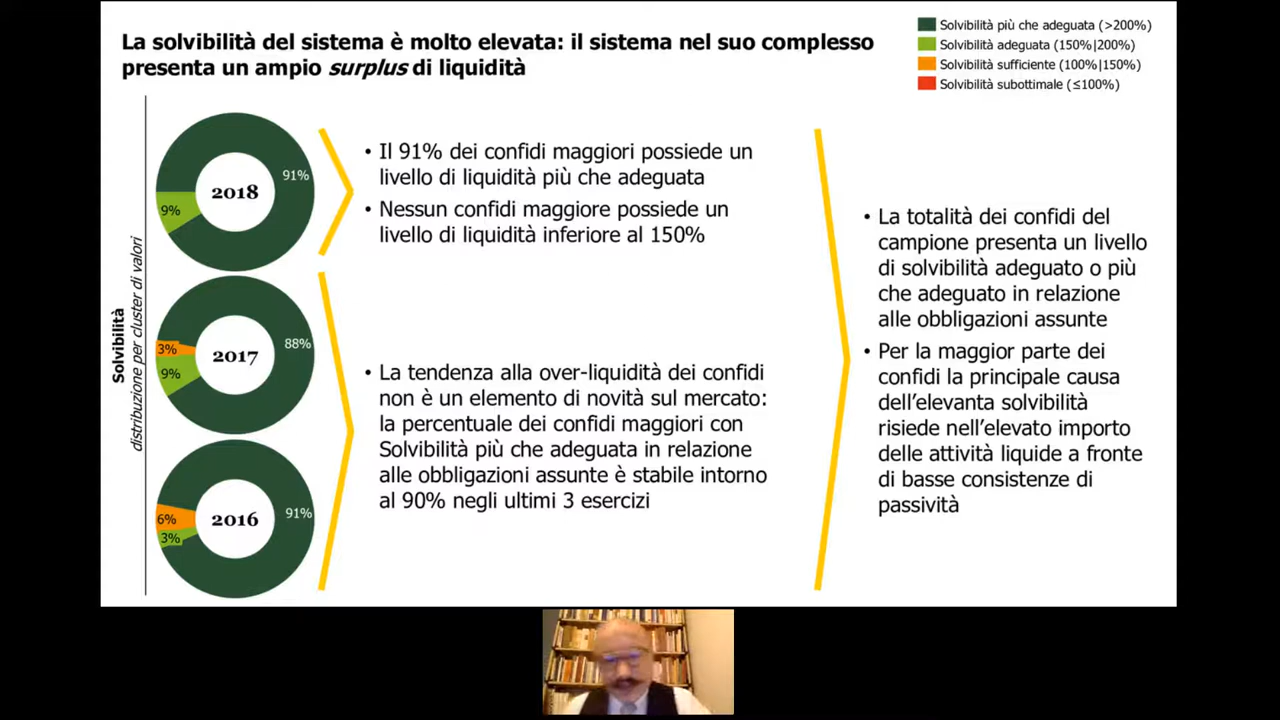 La solvibilità del sistema è molto elevata: il sistema nel suo complesso
presenta un ampio surplus di liquidità
Solvibilità più che adeguata (>200%)
Solvibilità adeguata (150%|200%)
Solvibilità sufficiente (100%|150%)
Solvibilità subottimale (≤100%)
Solvibilità
distribuzione per cluster di valori
91%
2018
9%
88%
2017
3%
9%
91%
2016
6%
3%
• Il 91% dei confidi maggiori possiede un
livello di liquidità più che adeguata
• Nessun confidi maggiore possiede un
livello di liquidità inferiore al 150%
• La tendenza alla over-liquidità dei confidi
non è un elemento di novità sul mercato:
la percentuale dei confidi maggiori con
Solvibilità più che adeguata in relazione
alle obbligazioni assunte è stabile intorno
al 90% negli ultimi 3 esercizi
• La totalità dei confidi del
campione presenta un livello
di solvibilità adeguato o più
che adeguato in relazione
alle obbligazioni assunte
• Per la maggior parte dei
confidi la principale causa
dell’elevanta solvibilità
risiede nell’elevato importo
delle attività liquide a fronte
di basse consistenze di
passività